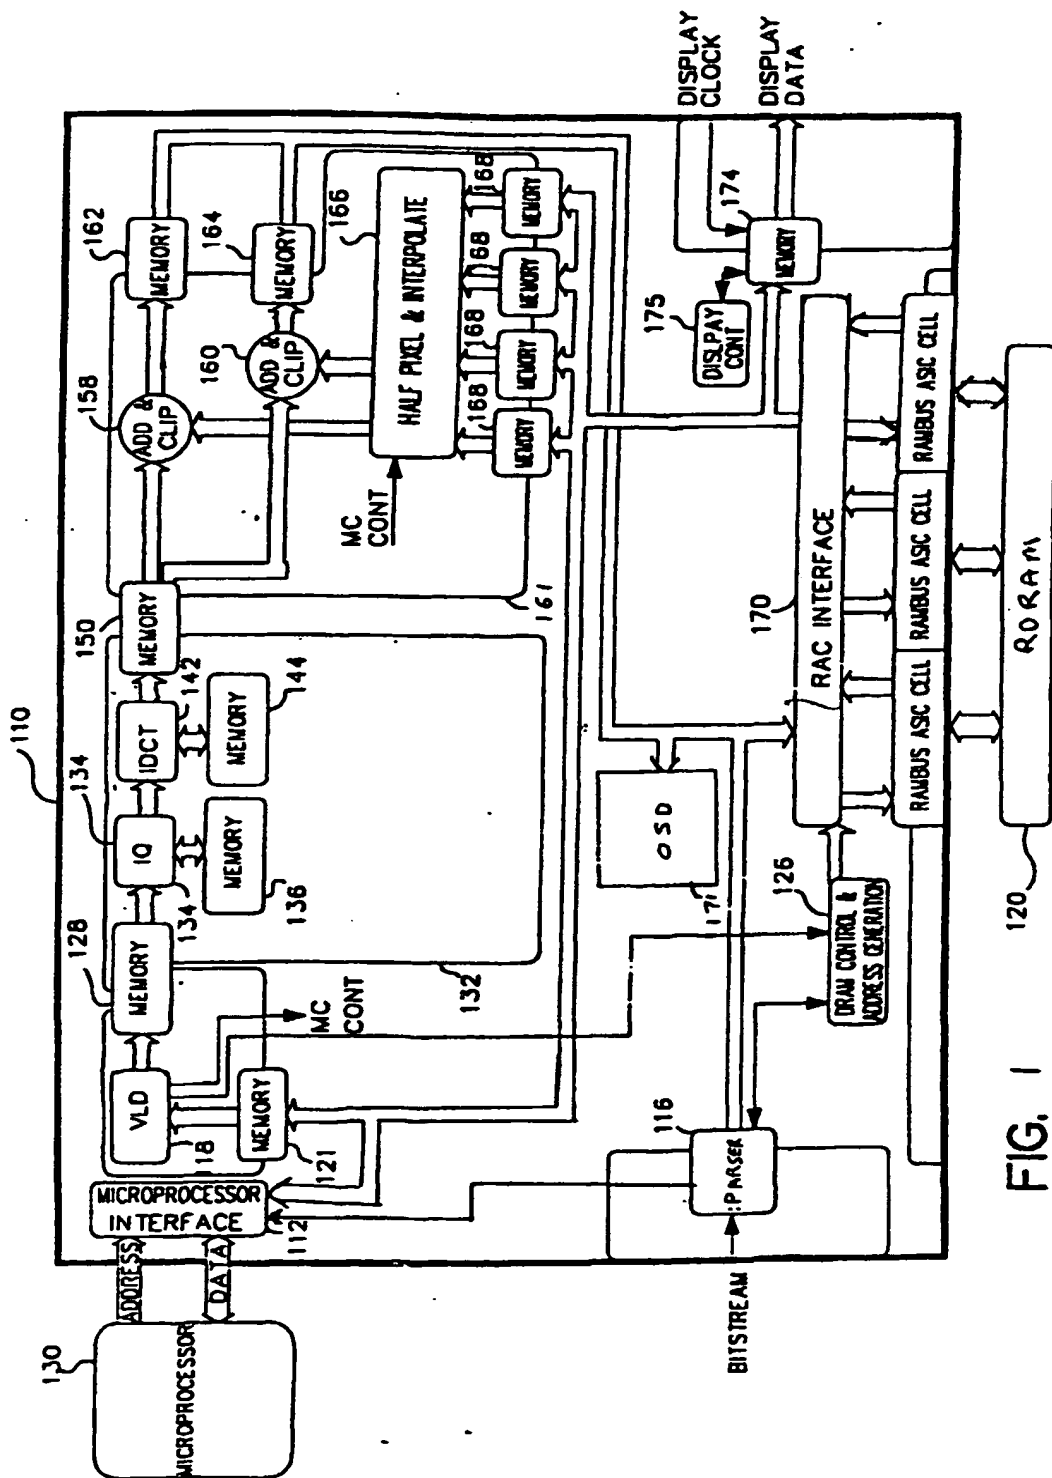 110
130
MICROPROCESSOR
ADDRESS
DATA
MICROPROCESSOR
INTERFACE
112
VLD
118
MEMORY
121
MC
CONT
128
MEMORY
132
134
IQ
134
MEMORY
136
IDCT
142
MEMORY
144
150
MEMORY
161
158
ADD &
CLIP
160
ADD &
CLIP
162
MEMORY
164
MEMORY
MC
CONT
HALF PIXEL & INTERPOLATE
166
168
168
168
168
MEMORY
MEMORY
MEMORY
MEMORY
BITSTREAM
:PARSER
116
OSD
171
DRAM CONTROL &
ADDRESS GENERATION
126
RAC INTERFACE
170
DISLPAY
CONT
175
MEMORY
174
DISPLAY
CLOCK
DISPLAY
DATA
RAMBUS ASIC CELL
RAMBUS ASIC CELL
RAMBUS ASIC CELL
RDRAM
120
FIG. 1